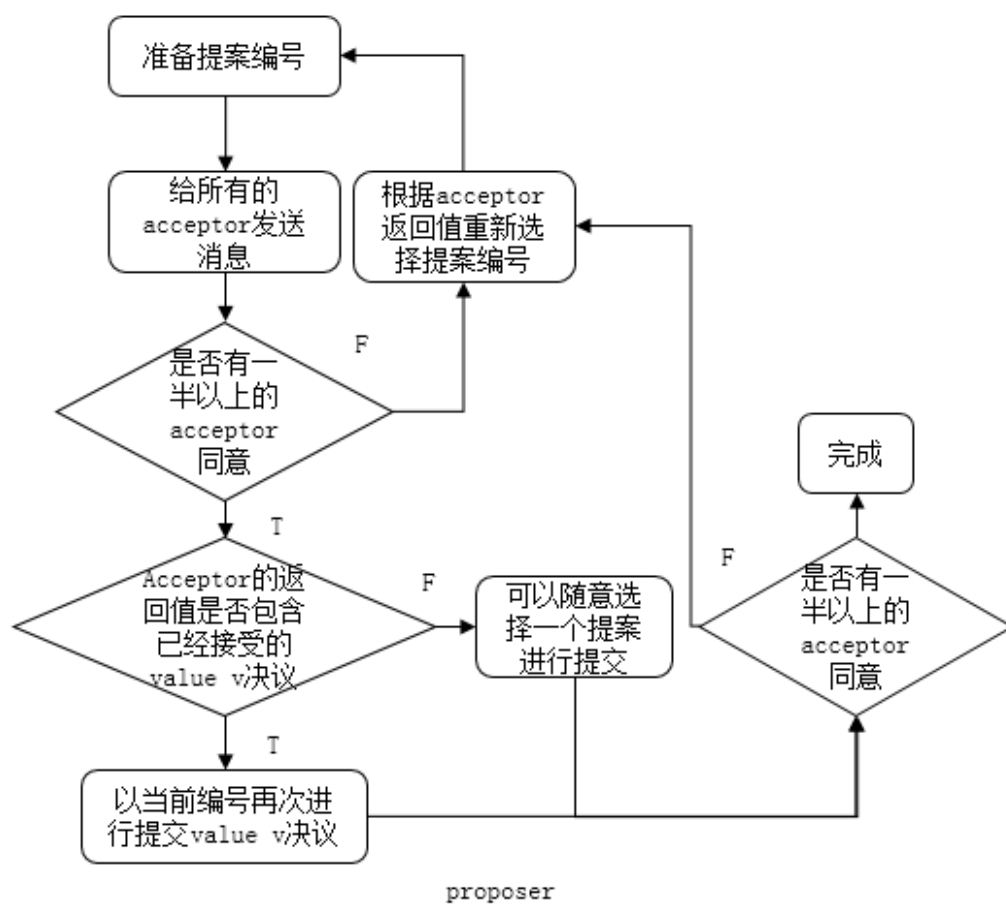 准备提案编号
给所有的
acceptor发送
消息
根据acceptor
返回值重新选
择提案编号
F
是否有一
半以上的
acceptor
同意
T
完成
Acceptor的返
回值是否包含
已经接受的
value v决议
F
可以随意选
择一个提案
进行提交
F
是否有一
半以上的
acceptor
同意
T
以当前编号再次进
行提交value v决议
proposer